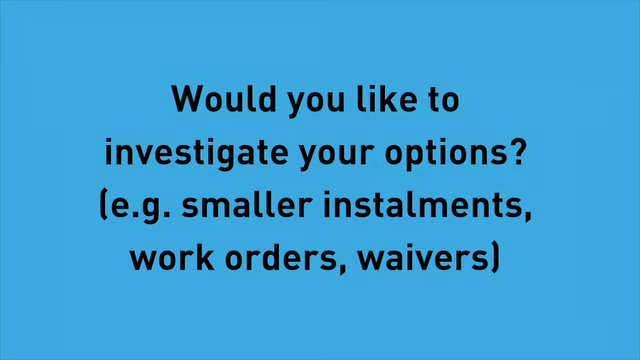 Would you like to
investigate your options?
(e.g. smaller instalments,
work orders, waivers)